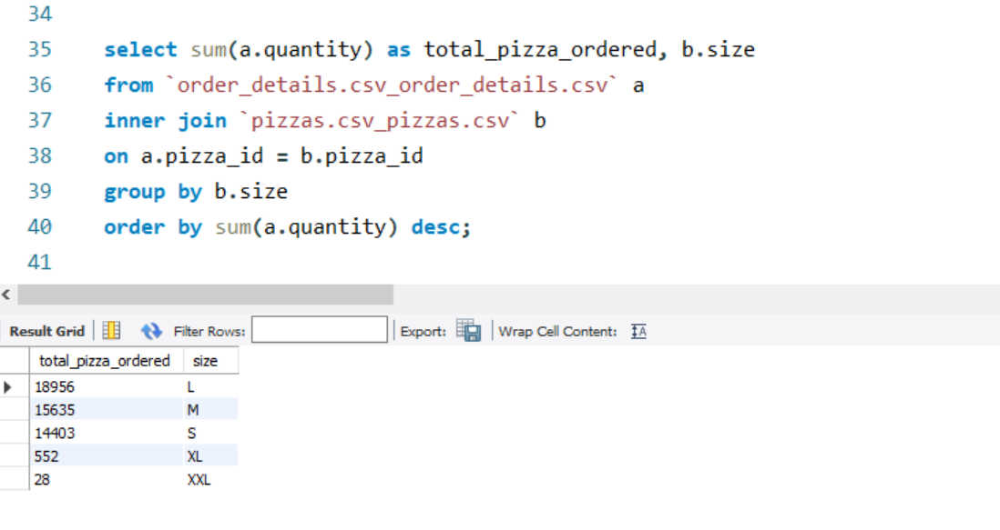 34
35 select sum(a.quantity) as total_pizza_ordered, b.size
36 from `order_details.csv_order_details.csv` a
37 inner join `pizzas.csv_pizzas.csv` b
38 on a.pizza_id = b.pizza_id
39 group by b.size
40 order by sum(a.quantity) desc;
41
Result Grid Filter Rows: Export: Wrap Cell Content: IA
total_pizza_ordered size
18956 L
15635 M
14403 S
552 XL
28 XXL